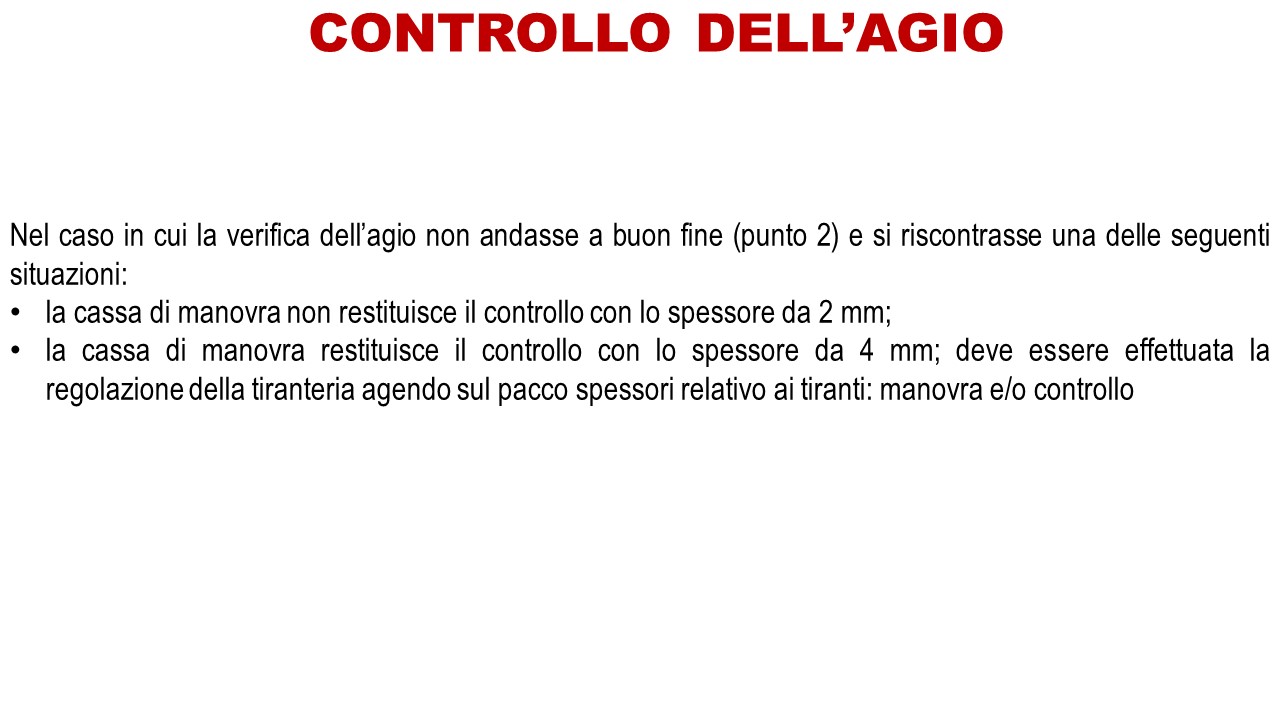 CONTROLLO DELL’AGIO
Nel caso in cui la verifica dell’agio non andasse a buon fine (punto 2) e si riscontrasse una delle seguenti
situazioni:
• la cassa di manovra non restituisce il controllo con lo spessore da 2 mm;
• la cassa di manovra restituisce il controllo con lo spessore da 4 mm; deve essere effettuata la
regolazione della tiranteria agendo sul pacco spessori relativo ai tiranti: manovra e/o controllo